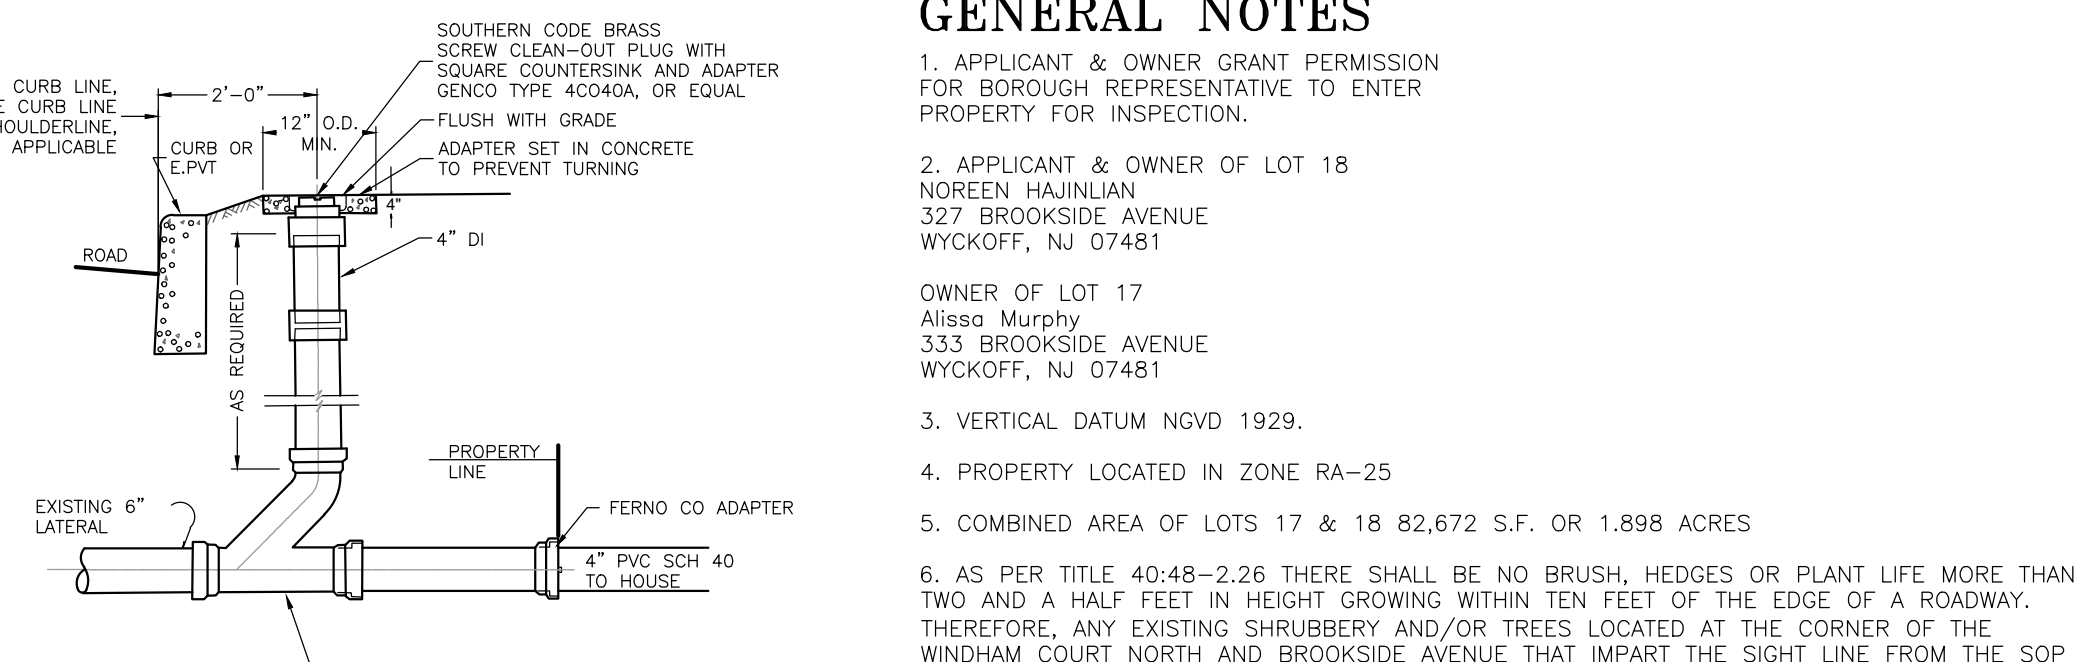 SOUTHERN CODE BRASS
SCREW CLEAN-OUT PLUG WITH
SQUARE COUNTERSINK AND ADAPTER
GENCO TYPE 4CO40A, OR EQUAL
FLUSH WITH GRADE
ADAPTER SET IN CONCRETE
TO PREVENT TURNING
CURB LINE,
CURB LINE
APPLICABLE
2'-0"
12" O.D.
MIN.
CURB OR
E.PVT
4"
ROAD
4" DI
AS REQUIRED
PROPERTY
LINE
EXISTING 6"
LATERAL
FERNO CO ADAPTER
4" PVC SCH 40
TO HOUSE
GENERAL NOTES
1. APPLICANT & OWNER GRANT PERMISSION
FOR BOROUGH REPRESENTATIVE TO ENTER
PROPERTY FOR INSPECTION.
2. APPLICANT & OWNER OF LOT 18
NOREEN HAJINLIAN
327 BROOKSIDE AVENUE
WYCKOFF, NJ 07481
OWNER OF LOT 17
Alissa Murphy
333 BROOKSIDE AVENUE
WYCKOFF, NJ 07481
3. VERTICAL DATUM NGVD 1929.
4. PROPERTY LOCATED IN ZONE RA-25
5. COMBINED AREA OF LOTS 17 & 18 82,672 S.F. OR 1.898 ACRES
6. AS PER TITLE 40:48-2.26 THERE SHALL BE NO BRUSH, HEDGES OR PLANT LIFE MORE THAN
TWO AND A HALF FEET IN HEIGHT GROWING WITHIN TEN FEET OF THE EDGE OF A ROADWAY.
THEREFORE, ANY EXISTING SHRUBBERY AND/OR TREES LOCATED AT THE CORNER OF THE
WINDHAM COURT NORTH AND BROOKSIDE AVENUE THAT IMPART THE SIGHT LINE FROM THE SOP